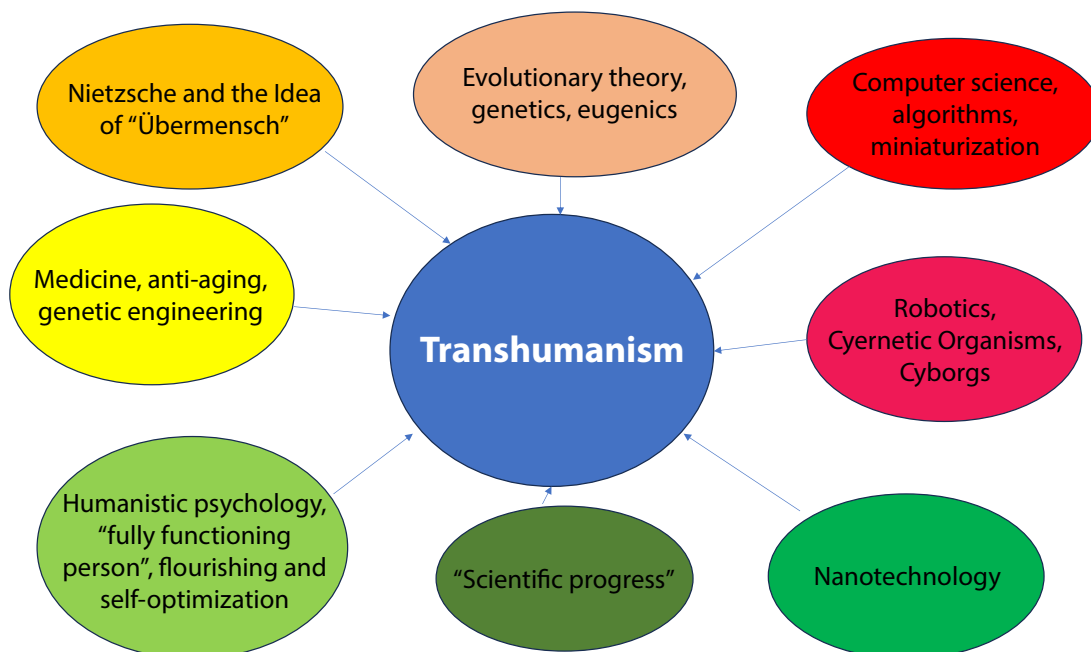 Nietzsche and the Idea
of “Übermensch”
Evolutionary theory,
genetics, eugenics
Computer science,
algorithms,
miniaturization
Medicine, anti-aging,
genetic engineering
Transhumanism
Robotics,
Cyernetic Organisms,
Cyborgs
Humanistic psychology,
“fully functioning
person”, flourishing and
self-optimization
“Scientific progress”
Nanotechnology